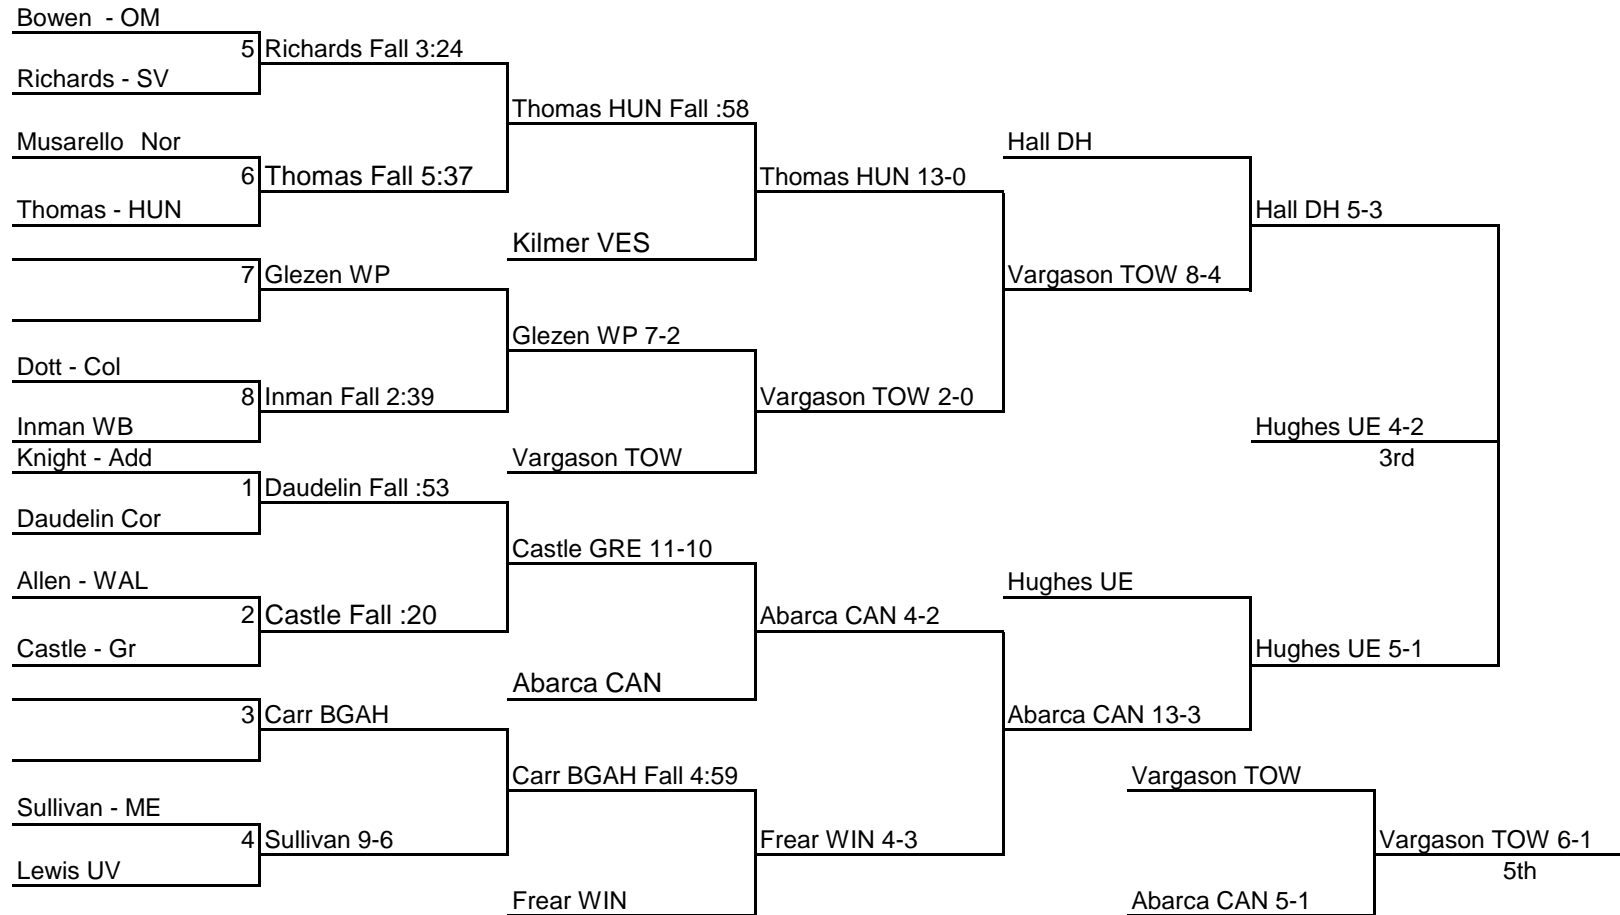 Bowen - OM
5 Richards Fall 3:24
Richards - SV
Thomas HUN Fall :58
Musarello Nor
Hall DH
6 Thomas Fall 5:37
Thomas HUN 13-0
Thomas - HUN
Hall DH 5-3
Kilmer VES
7 Glezen WP
Vargason TOW 8-4
Glezen WP 7-2
Dott - Col
8 Inman Fall 2:39
Vargason TOW 2-0
Inman WB
Hughes UE 4-2
Knight - Add
Vargason TOW
3rd
1 Daudelin Fall :53
Daudelin Cor
Castle GRE 11-10
Allen - WAL
Hughes UE
2 Castle Fall :20
Abarca CAN 4-2
Castle - Gr
Hughes UE 5-1
Abarca CAN
3 Carr BGAH
Abarca CAN 13-3
Carr BGAH Fall 4:59
Vargason TOW
Sullivan - ME
4 Sullivan 9-6
Frear WIN 4-3
Vargason TOW 6-1
Lewis UV
5th
Frear WIN
Abarca CAN 5-1